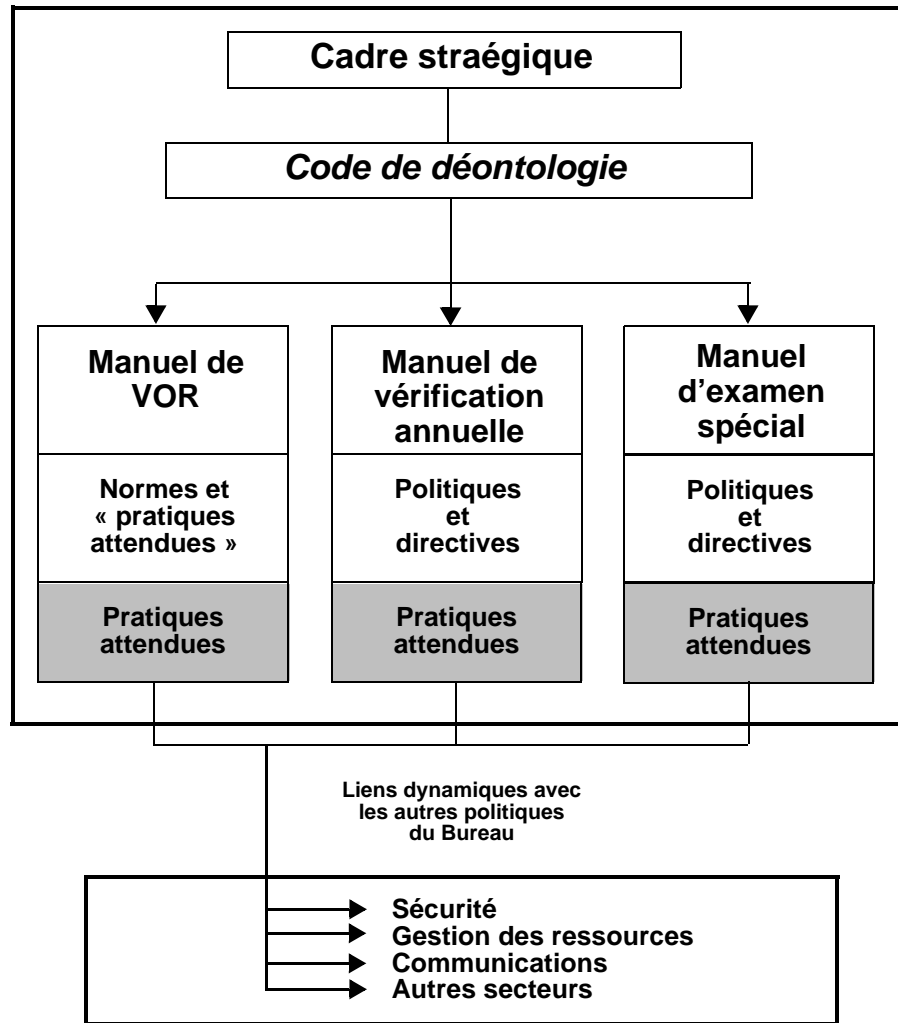 Cadre straégique
Code de déontologie
Manuel de
VOR
Normes et
« pratiques
attendues »
Pratiques
attendues
Manuel de
vérification
annuelle
Politiques
et
directives
Pratiques
attendues
Manuel
d’examen
spécial
Politiques
et
directives
Pratiques
attendues
Liens dynamiques avec
les autres politiques
du Bureau
Sécurité
Gestion des ressources
Communications
Autres secteurs